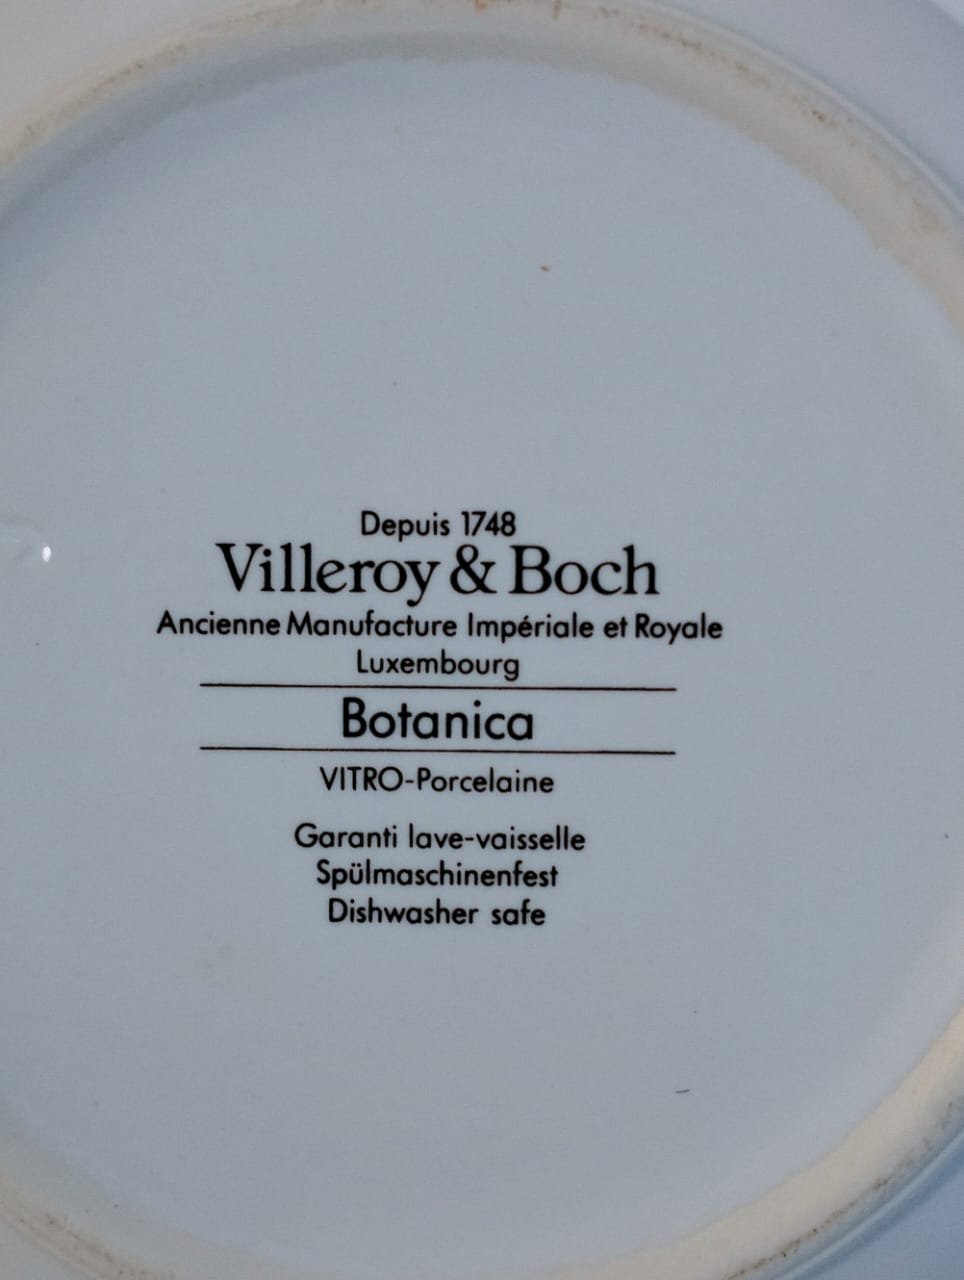 Depuis 1748
Villeroy & Boch
Ancienne Manufacture Impériale et Royale
Luxembourg
Botanica
VITRO-Porcelaine
Garanti lave-vaisselle
Spülmaschinenfest
Dishwasher safe